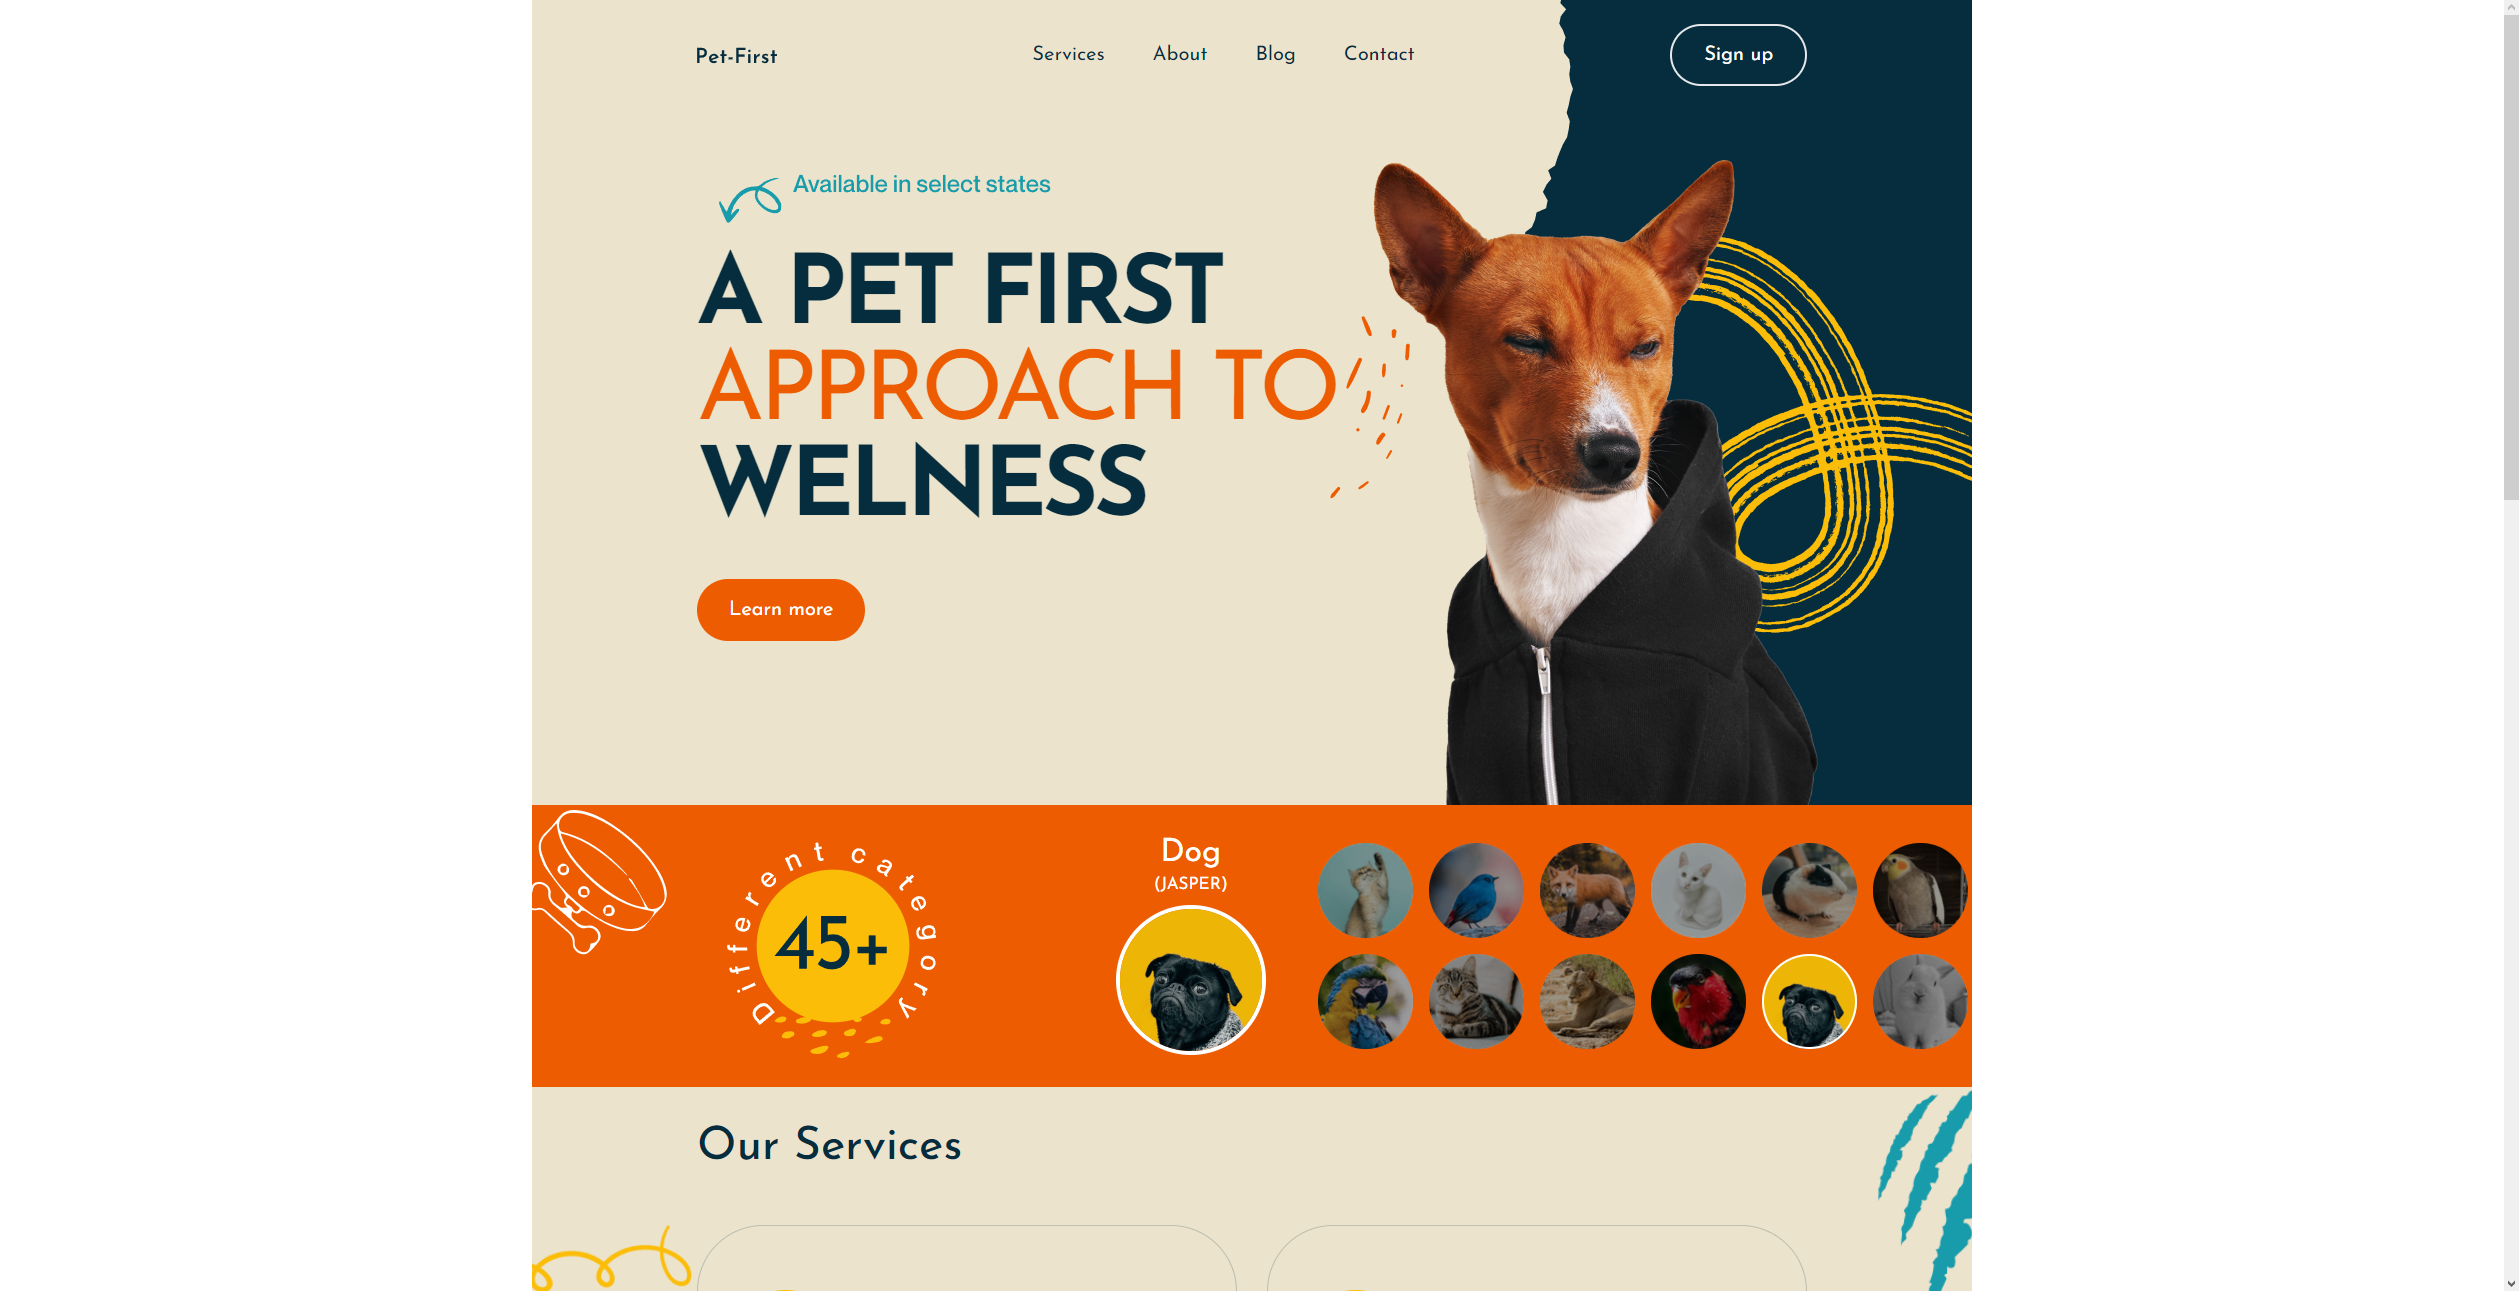 Pet-First
Services
About
Blog
Contact
Sign up
Available in select states
A PET FIRST
APPROACH TO
WELNESS
Learn more
Different category
45+
Dog
(JASPER)
Our Services